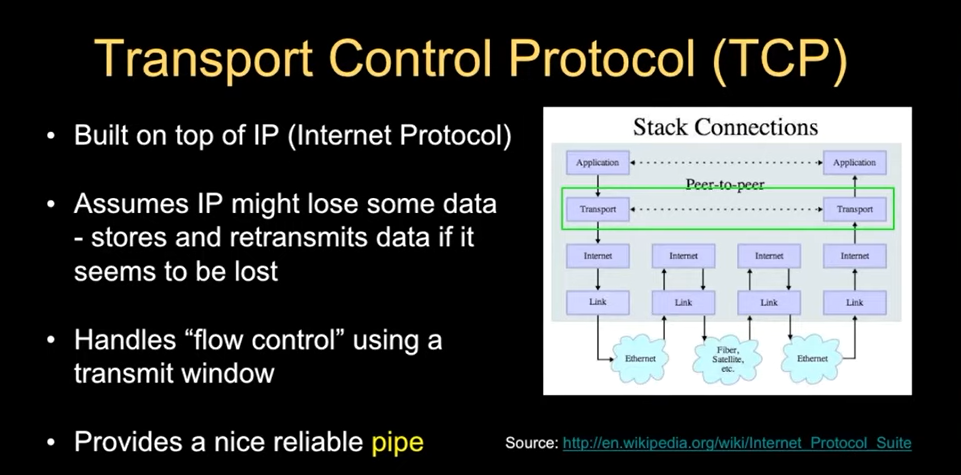 Transport Control Protocol (TCP)
• Built on top of IP (Internet Protocol)
• Assumes IP might lose some data
- stores and retransmits data if it
seems to be lost
• Handles “flow control” using a
transmit window
• Provides a nice reliable pipe
Stack Connections
Application Application
Peer-to-peer
Transport Transport
Internet Internet Internet Internet
Link Link Link Link
Ethernet
Fiber,
Satellite,
etc.
Ethernet
Source: http://en.wikipedia.org/wiki/Internet_Protocol_Suite